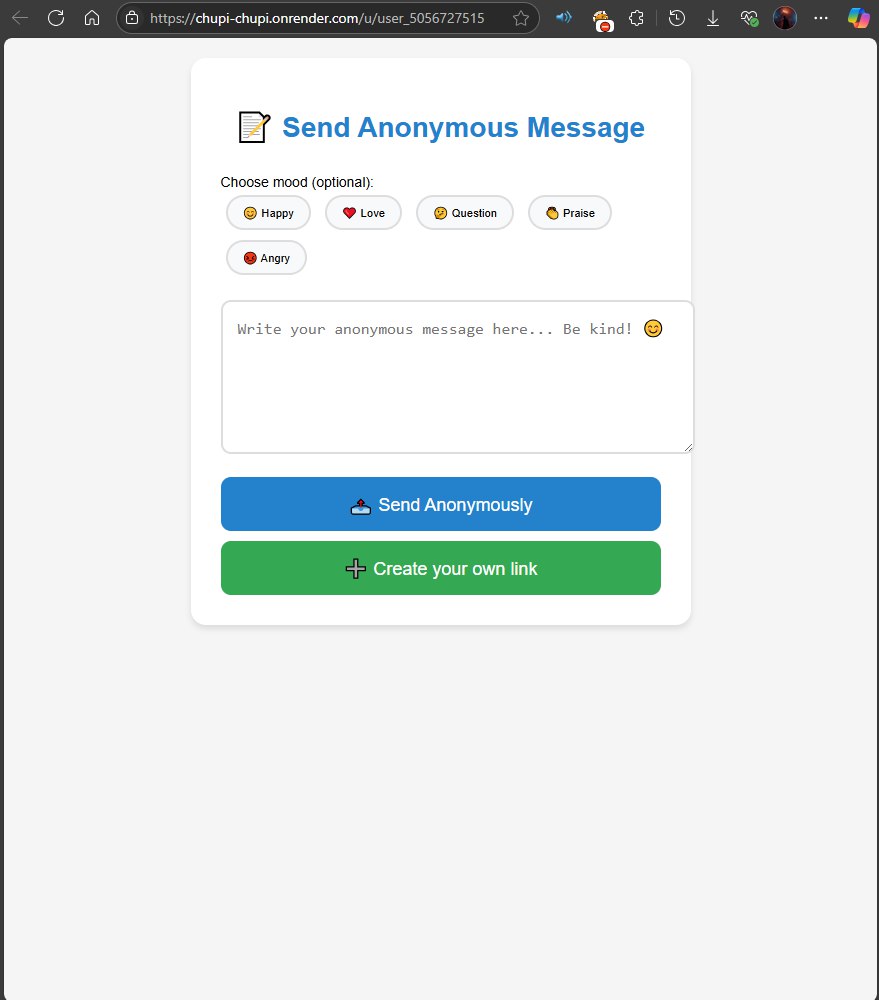 https://chupi-chupi.onrender.com/u/user_5056727515
📝 Send Anonymous Message
Choose mood (optional):
😊 Happy ❤️ Love 🤔 Question 👏 Praise
😡 Angry
Write your anonymous message here... Be kind! 😊
📤 Send Anonymously
➕ Create your own link